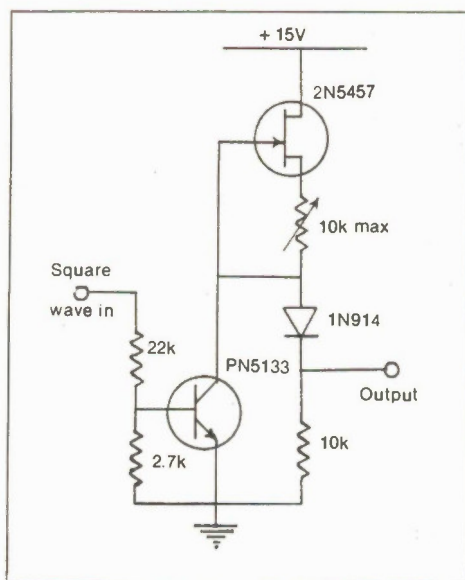 + 15V
2N5457
10k max
Square
wave in
1N914
22k
PN5133
Output
2.7k
10k